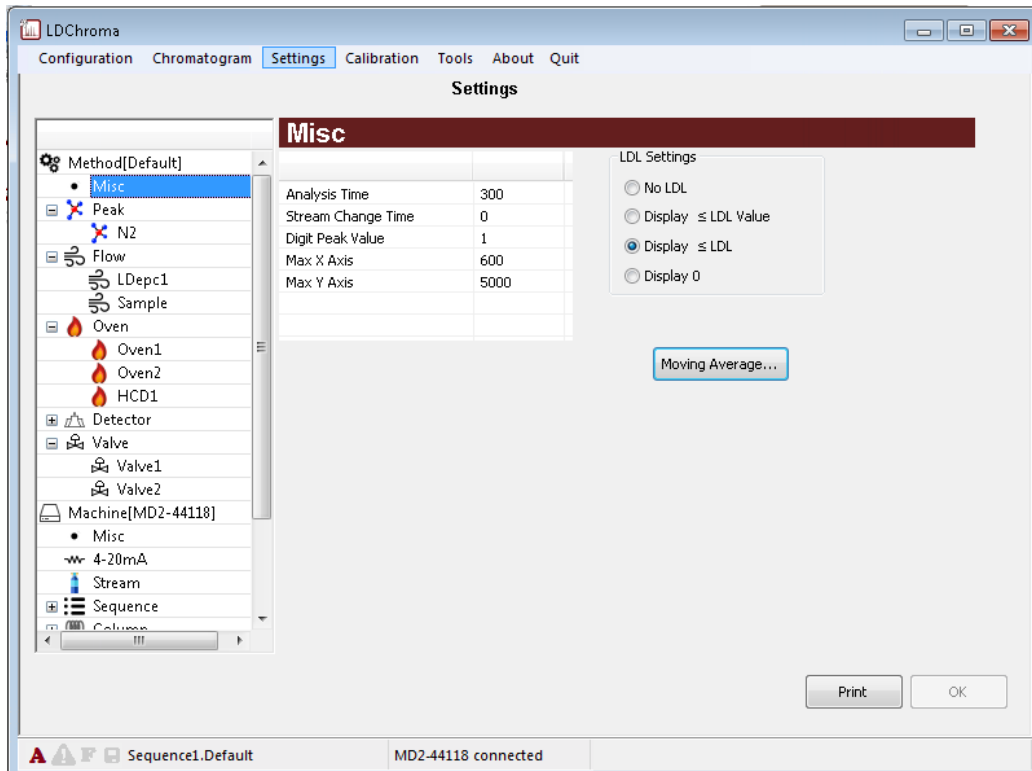 LDChroma
Configuration Chromatogram Settings Calibration Tools About Quit
Settings
Misc
Method[Default]
Misc
Peak
N2
Flow
LDepc1
Sample
Oven
Oven1
Oven2
HCD1
Detector
Valve
Valve1
Valve2
Machine[MD2-44118]
Misc
4-20mA
Stream
Sequence
Column
Analysis Time 300
Stream Change Time 0
Digit Peak Value 1
Max X Axis 600
Max Y Axis 5000
LDL Settings
No LDL
Display ≤ LDL Value
Display ≤ LDL
Display 0
Moving Average...
Print OK
A F Sequence1.Default MD2-44118 connected